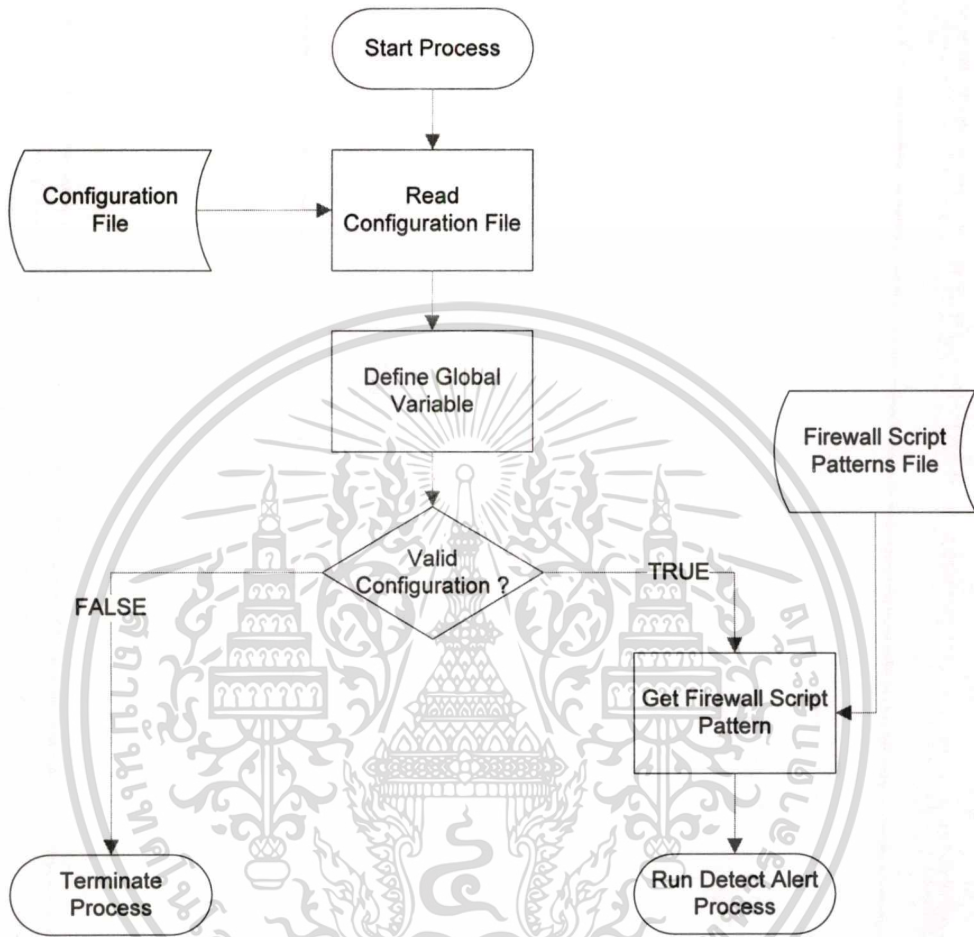 Start Process
Configuration
File
Read
Configuration File
Define Global
Variable
Firewall Script
Patterns File
Valid
Configuration ?
FALSE
TRUE
Get Firewall Script
Pattern
Terminate
Process
Run Detect Alert
Process